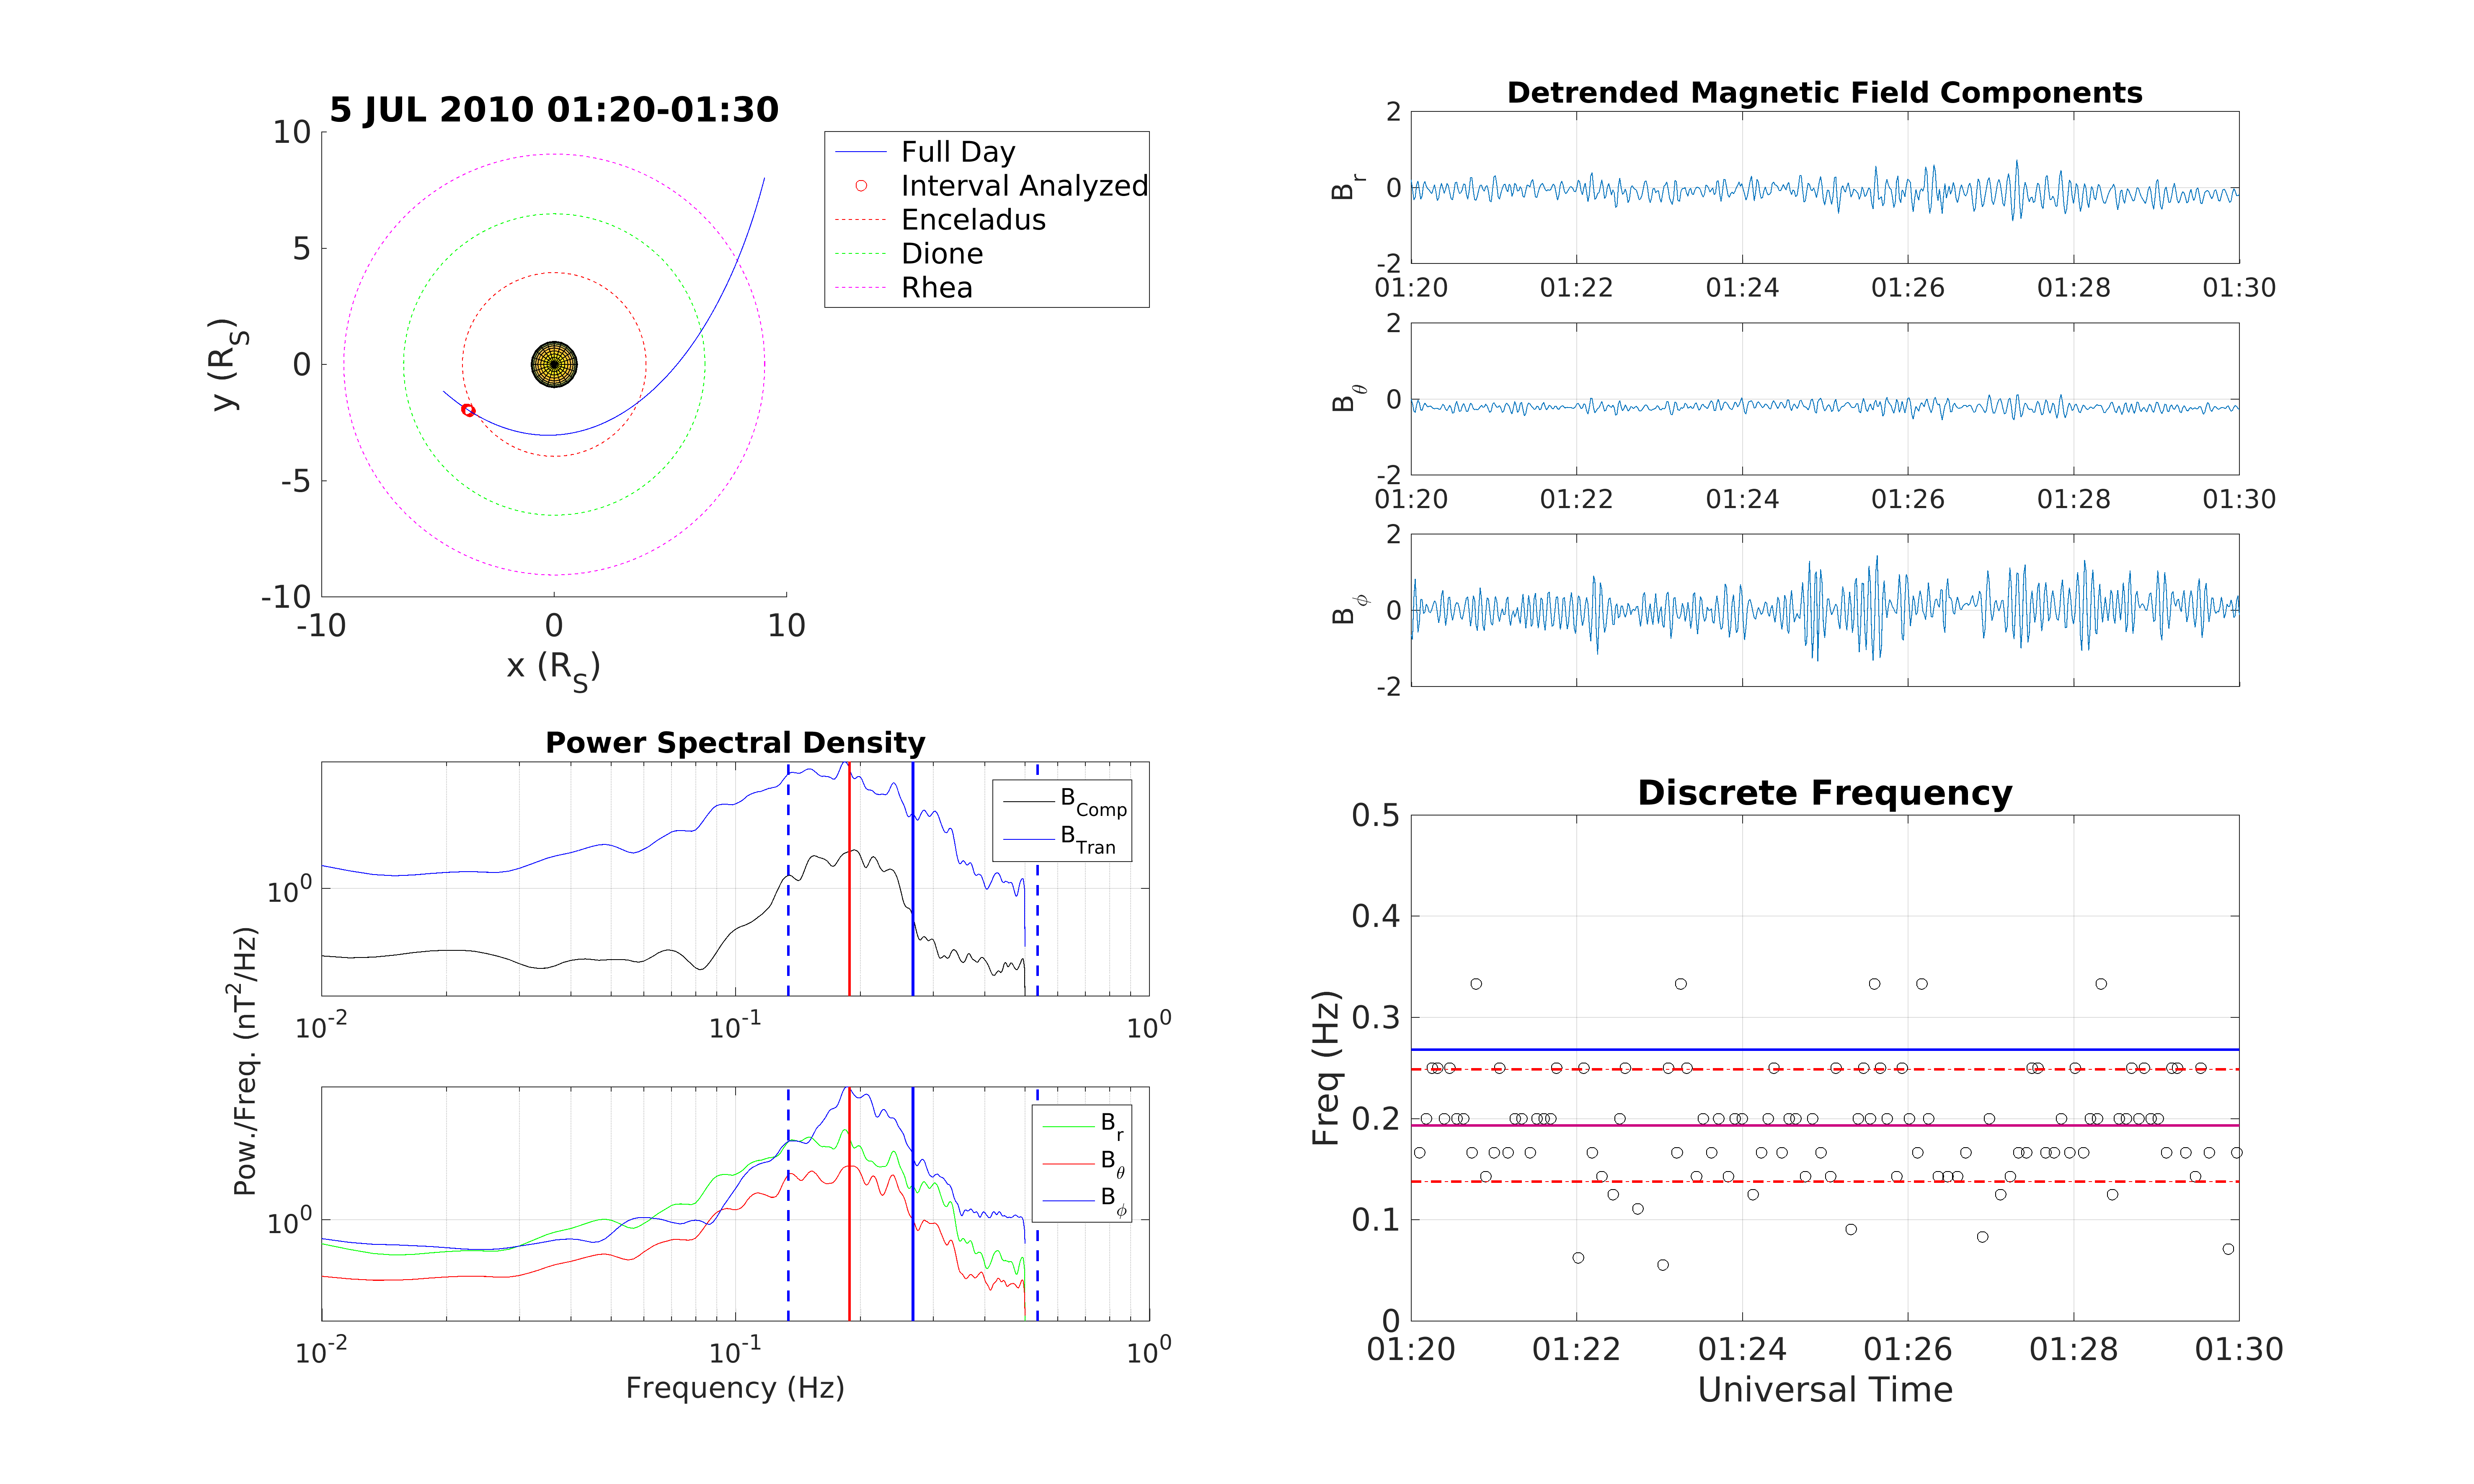 5 JUL 2010 01:20-01:30
10
5
0
-5
-10
-10 0 10
y (R_S)
x (R_S)
Full Day
Interval Analyzed
Enceladus
Dione
Rhea
Detrended Magnetic Field Components
B_r
2
0
-2
01:20 01:22 01:24 01:26 01:28 01:30
B_θ
2
0
-2
01:20 01:22 01:24 01:26 01:28 01:30
B_ϕ
2
0
-2
Power Spectral Density
B_Comp
B_Tran
10^0
10^-2 10^-1 10^0
Pow./Freq. (nT^2/Hz)
B_r
B_θ
B_ϕ
10^0
10^-2 10^-1 10^0
Frequency (Hz)
Discrete Frequency
Freq (Hz)
0.5
0.4
0.3
0.2
0.1
0
01:20 01:22 01:24 01:26 01:28 01:30
Universal Time